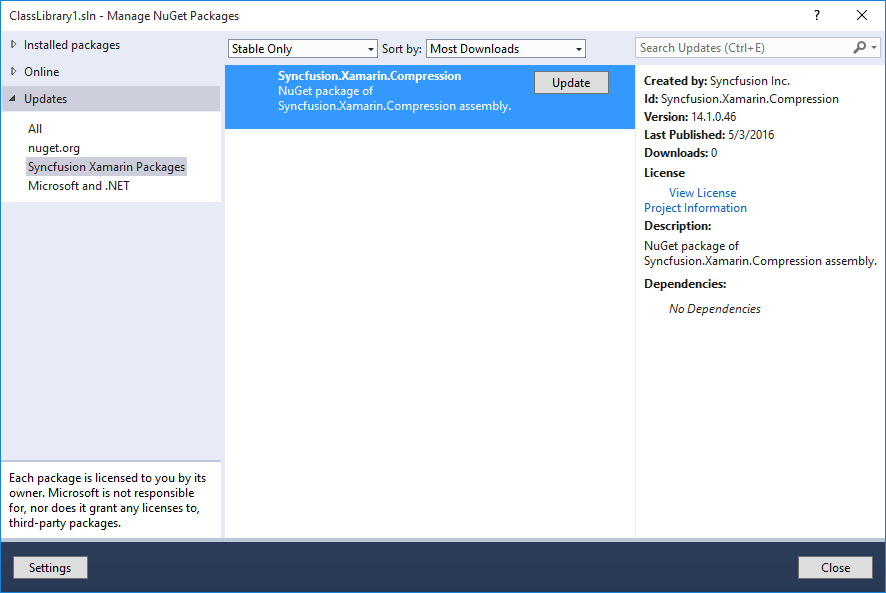 ClassLibrary1.sln - Manage NuGet Packages
?
Installed packages
Online
Updates
All
nuget.org
Syncfusion Xamarin Packages
Microsoft and .NET
Each package is licensed to you by its
owner. Microsoft is not responsible
for, nor does it grant any licenses to,
third-party packages.
Stable Only
Sort by:
Most Downloads
Syncfusion.Xamarin.Compression
NuGet package of
Syncfusion.Xamarin.Compression assembly.
Update
Search Updates (Ctrl+E)
Created by: Syncfusion Inc.
Id: Syncfusion.Xamarin.Compression
Version: 14.1.0.46
Last Published: 5/3/2016
Downloads: 0
License
View License
Project Information
Description:
NuGet package of
Syncfusion.Xamarin.Compression assembly.
Dependencies:
No Dependencies
Settings
Close